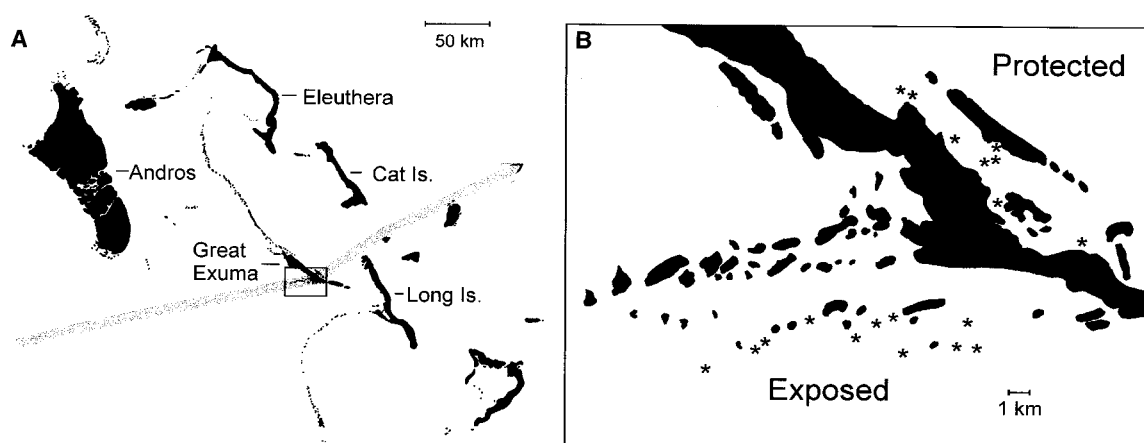 A
50 km
Eleuthera
Andros
Cat Is.
Great
Exuma
Long Is.
B
Protected
Exposed
1 km